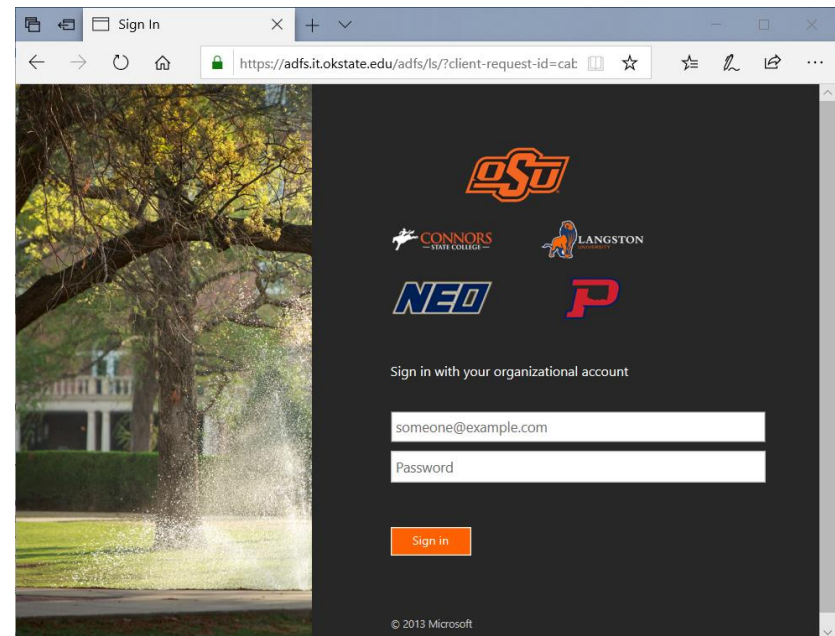 Sign In
https://adfs.it.okstate.edu/adfs/ls/?client-request-id=cab
OSU
CONNORS
STATE COLLEGE
LANGSTON
UNIVERSITY
NEO
P
Sign in with your organizational account
someone@example.com
Password
Sign in
© 2013 Microsoft